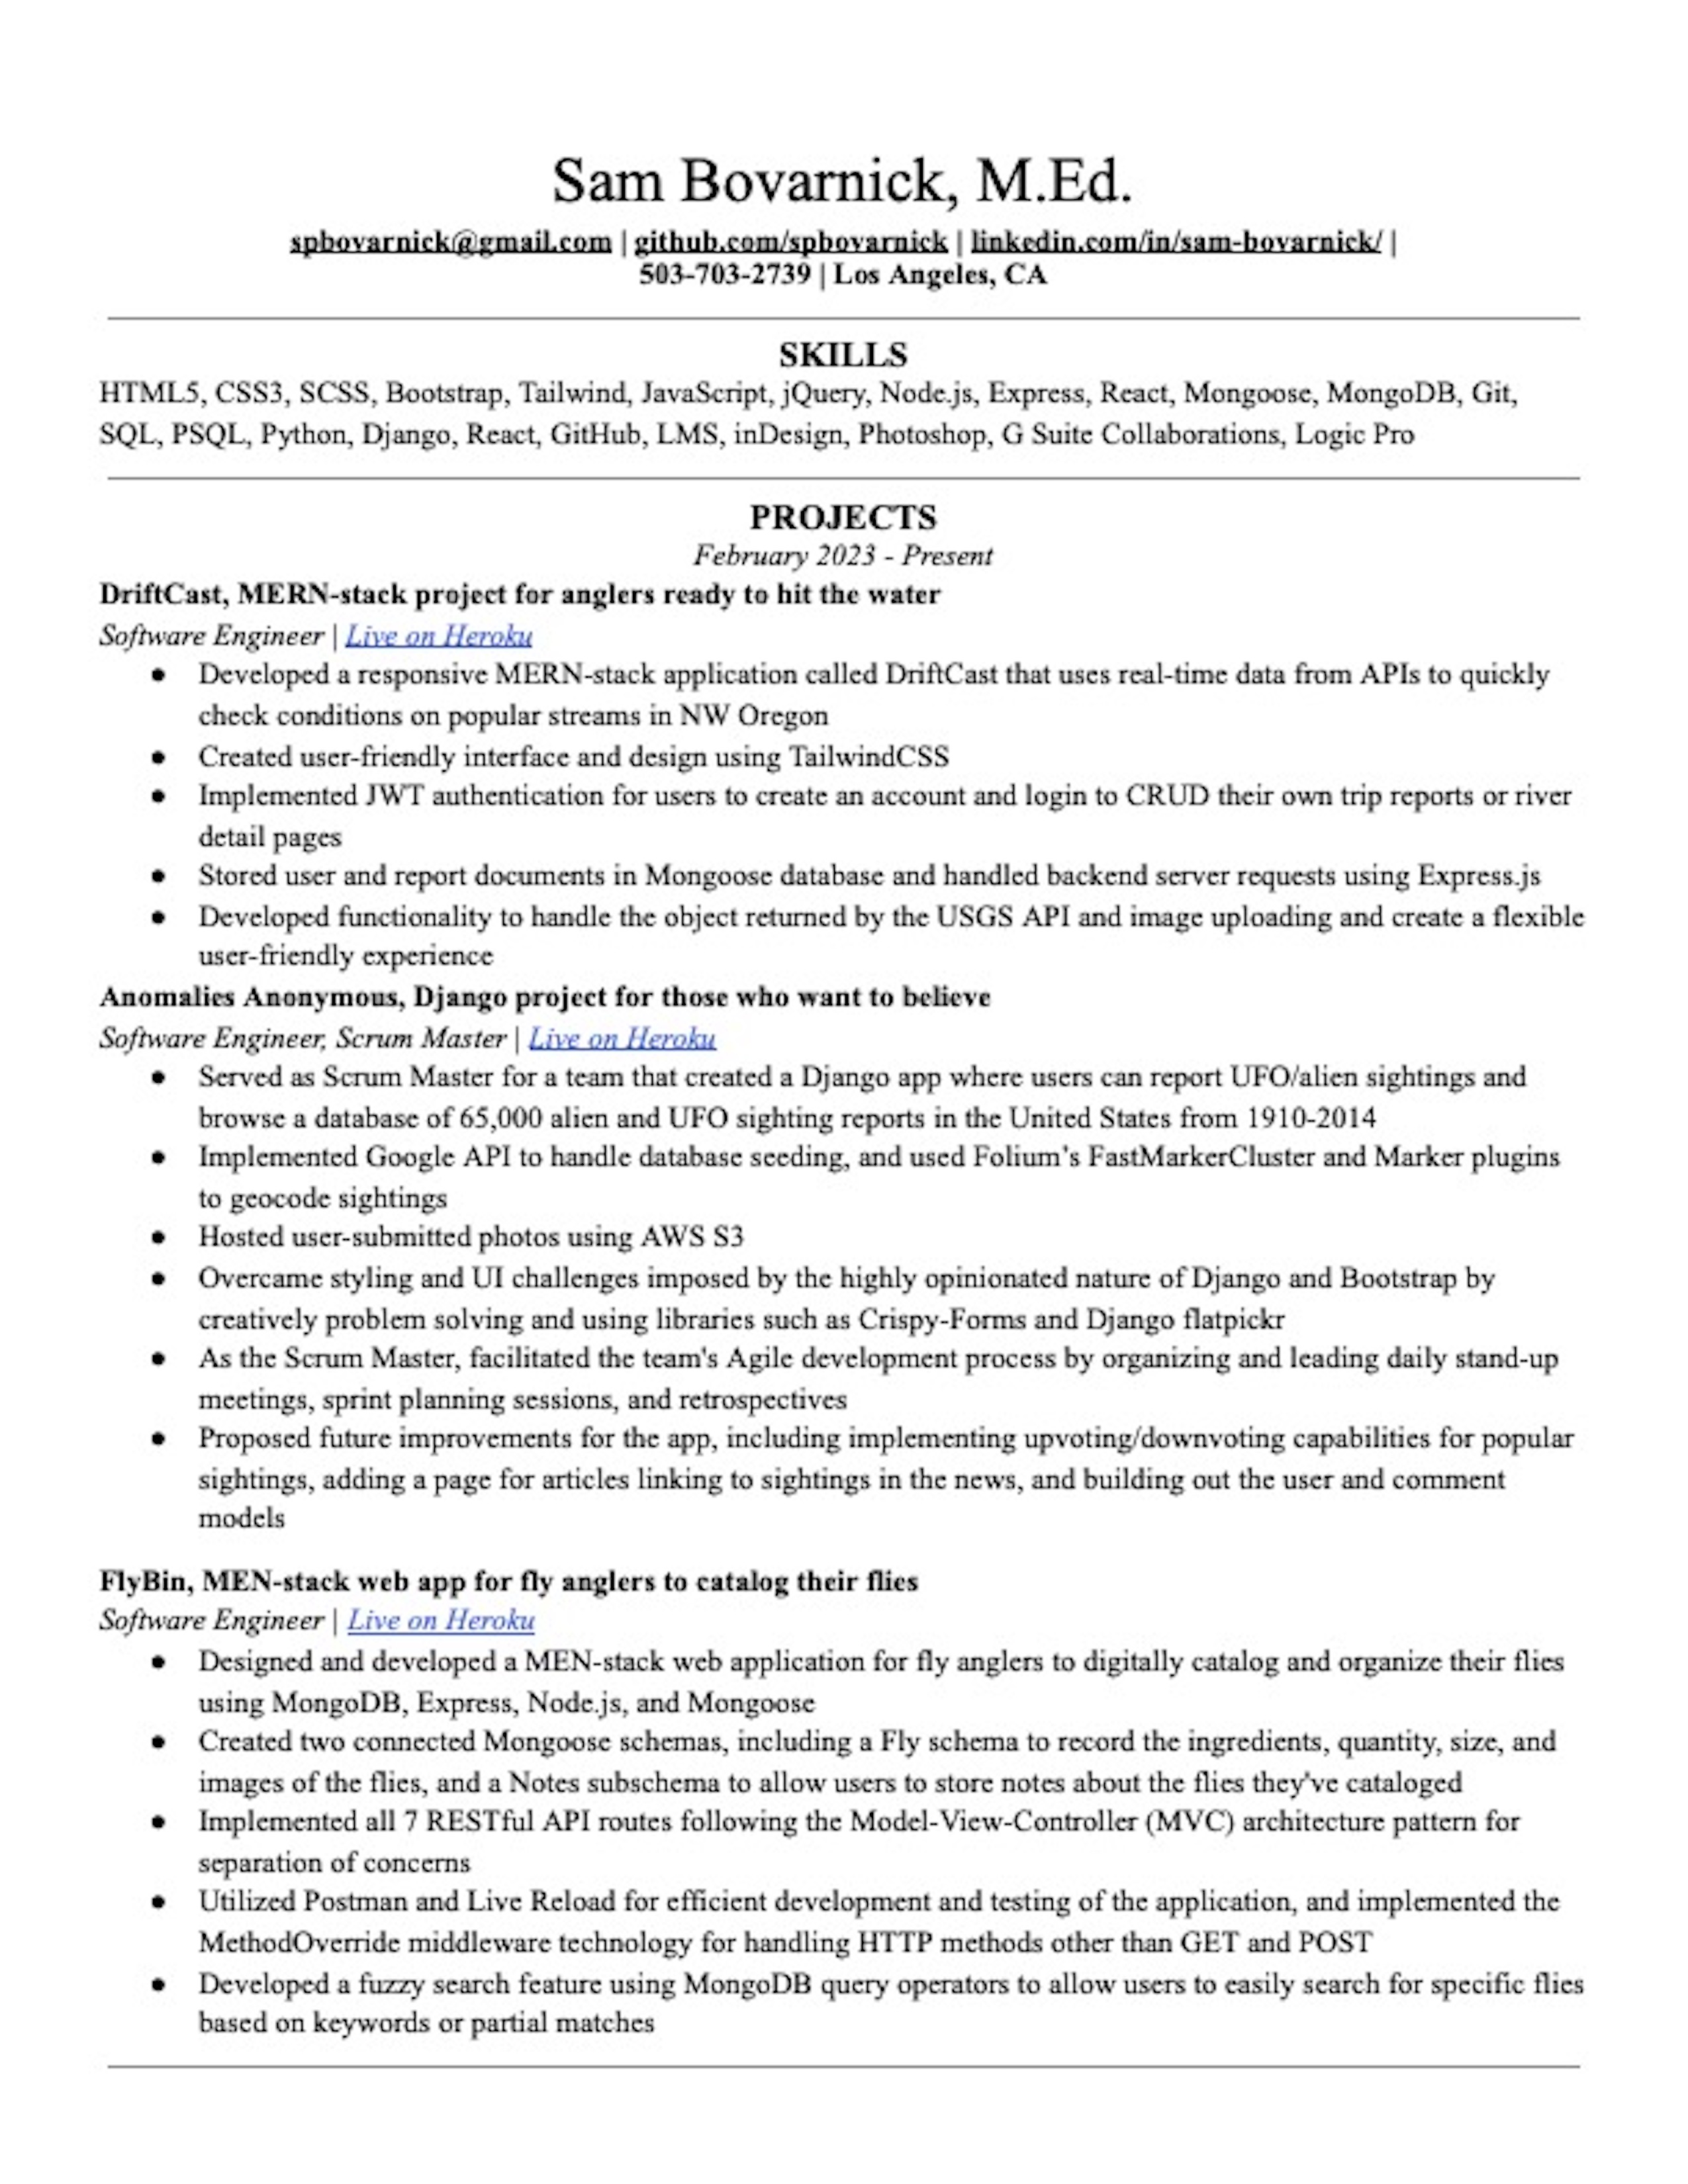 Sam Bovarnick, M.Ed.
spbovarnick@gmail.com | github.com/spbovarnick | linkedin.com/in/sam-bovarnick/ |
503-703-2739 | Los Angeles, CA
SKILLS
HTML5, CSS3, SCSS, Bootstrap, Tailwind, JavaScript, jQuery, Node.js, Express, React, Mongoose, MongoDB, Git,
SQL, PSQL, Python, Django, React, GitHub, LMS, inDesign, Photoshop, G Suite Collaborations, Logic Pro
PROJECTS
February 2023 - Present
DriftCast, MERN-stack project for anglers ready to hit the water
Software Engineer | Live on Heroku
● Developed a responsive MERN-stack application called DriftCast that uses real-time data from APIs to quickly
check conditions on popular streams in NW Oregon
● Created user-friendly interface and design using TailwindCSS
● Implemented JWT authentication for users to create an account and login to CRUD their own trip reports or river
detail pages
● Stored user and report documents in Mongoose database and handled backend server requests using Express.js
● Developed functionality to handle the object returned by the USGS API and image uploading and create a flexible
user-friendly experience
Anomalies Anonymous, Django project for those who want to believe
Software Engineer, Scrum Master | Live on Heroku
● Served as Scrum Master for a team that created a Django app where users can report UFO/alien sightings and
browse a database of 65,000 alien and UFO sighting reports in the United States from 1910-2014
● Implemented Google API to handle database seeding, and used Folium's FastMarkerCluster and Marker plugins
to geocode sightings
● Hosted user-submitted photos using AWS S3
● Overcame styling and UI challenges imposed by the highly opinionated nature of Django and Bootstrap by
creatively problem solving and using libraries such as Crispy-Forms and Django flatpickr
● As the Scrum Master, facilitated the team's Agile development process by organizing and leading daily stand-up
meetings, sprint planning sessions, and retrospectives
● Proposed future improvements for the app, including implementing upvoting/downvoting capabilities for popular
sightings, adding a page for articles linking to sightings in the news, and building out the user and comment
models
FlyBin, MEN-stack web app for fly anglers to catalog their flies
Software Engineer | Live on Heroku
● Designed and developed a MEN-stack web application for fly anglers to digitally catalog and organize their flies
using MongoDB, Express, Node.js, and Mongoose
● Created two connected Mongoose schemas, including a Fly schema to record the ingredients, quantity, size, and
images of the flies, and a Notes subschema to allow users to store notes about the flies they've cataloged
● Implemented all 7 RESTful API routes following the Model-View-Controller (MVC) architecture pattern for
separation of concerns
● Utilized Postman and Live Reload for efficient development and testing of the application, and implemented the
MethodOverride middleware technology for handling HTTP methods other than GET and POST
● Developed a fuzzy search feature using MongoDB query operators to allow users to easily search for specific flies
based on keywords or partial matches